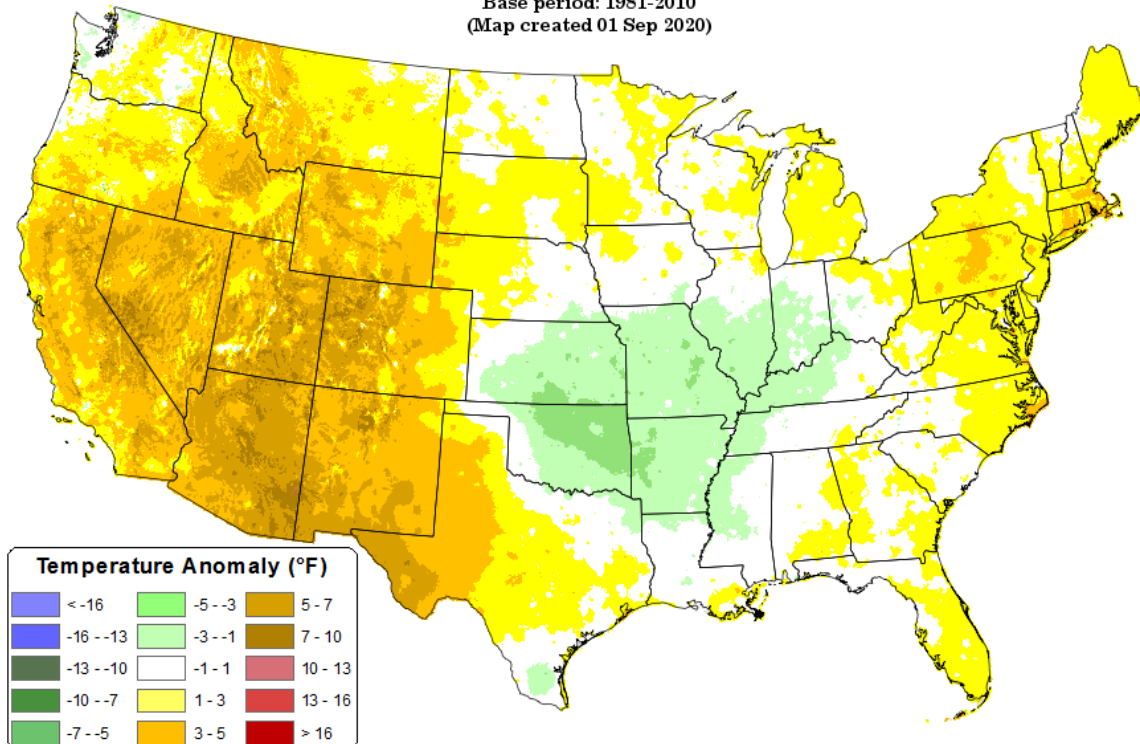 Base period: 1981-2010
(Map created 01 Sep 2020)
Temperature Anomaly (°F)
< -16 -5 - -3 5 - 7
-16 - -13 -3 - -1 7 - 10
-13 - -10 -1 - 1 10 - 13
-10 - -7 1 - 3 13 - 16
-7 - -5 3 - 5 > 16